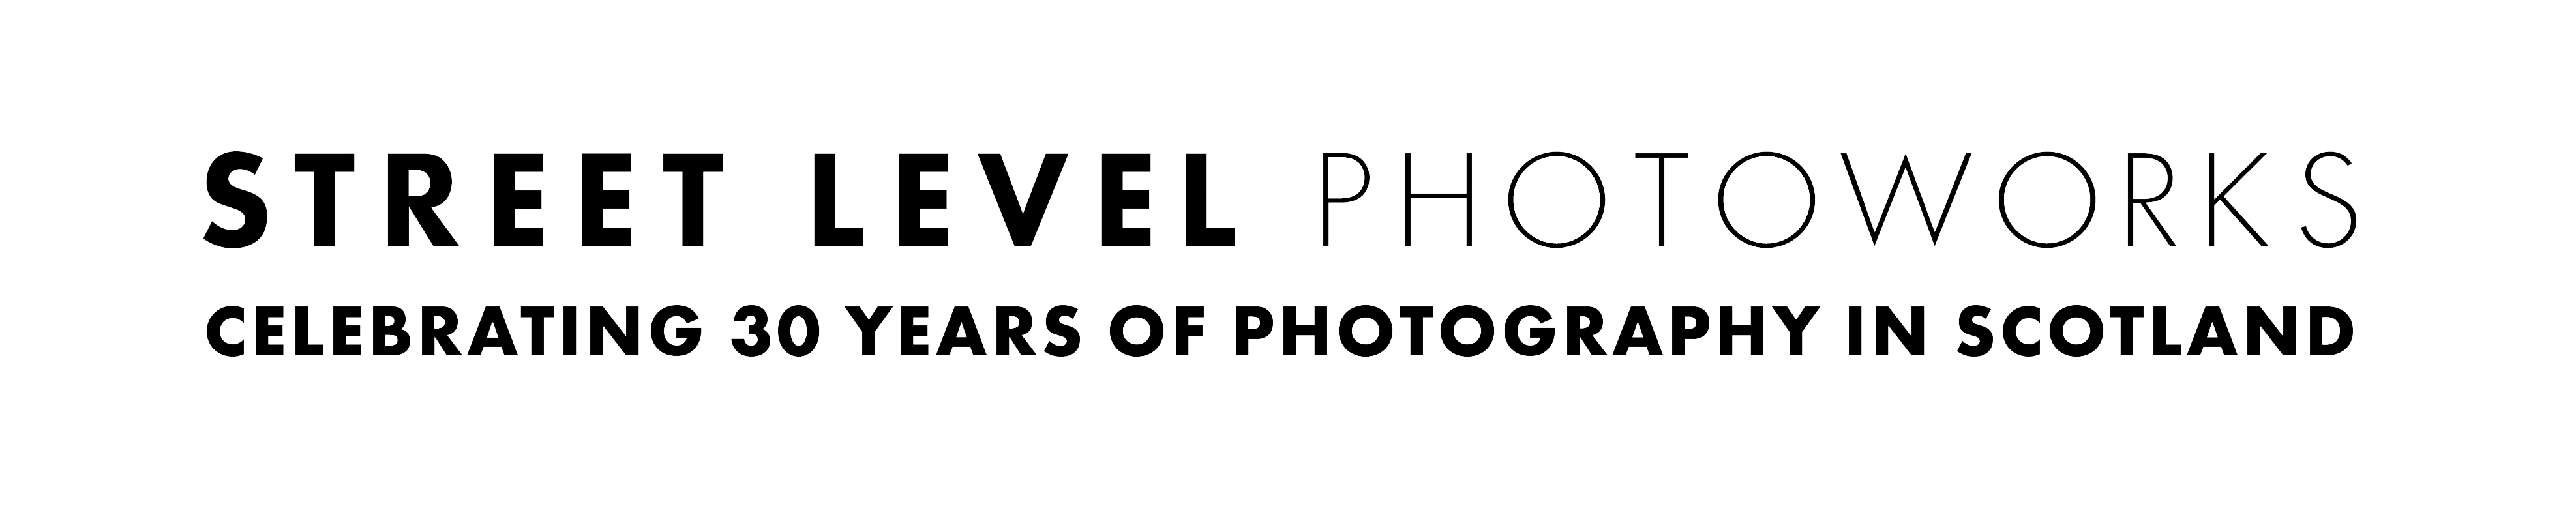 STREET LEVEL PHOTOWORKS
CELEBRATING 30 YEARS OF PHOTOGRAPHY IN SCOTLAND